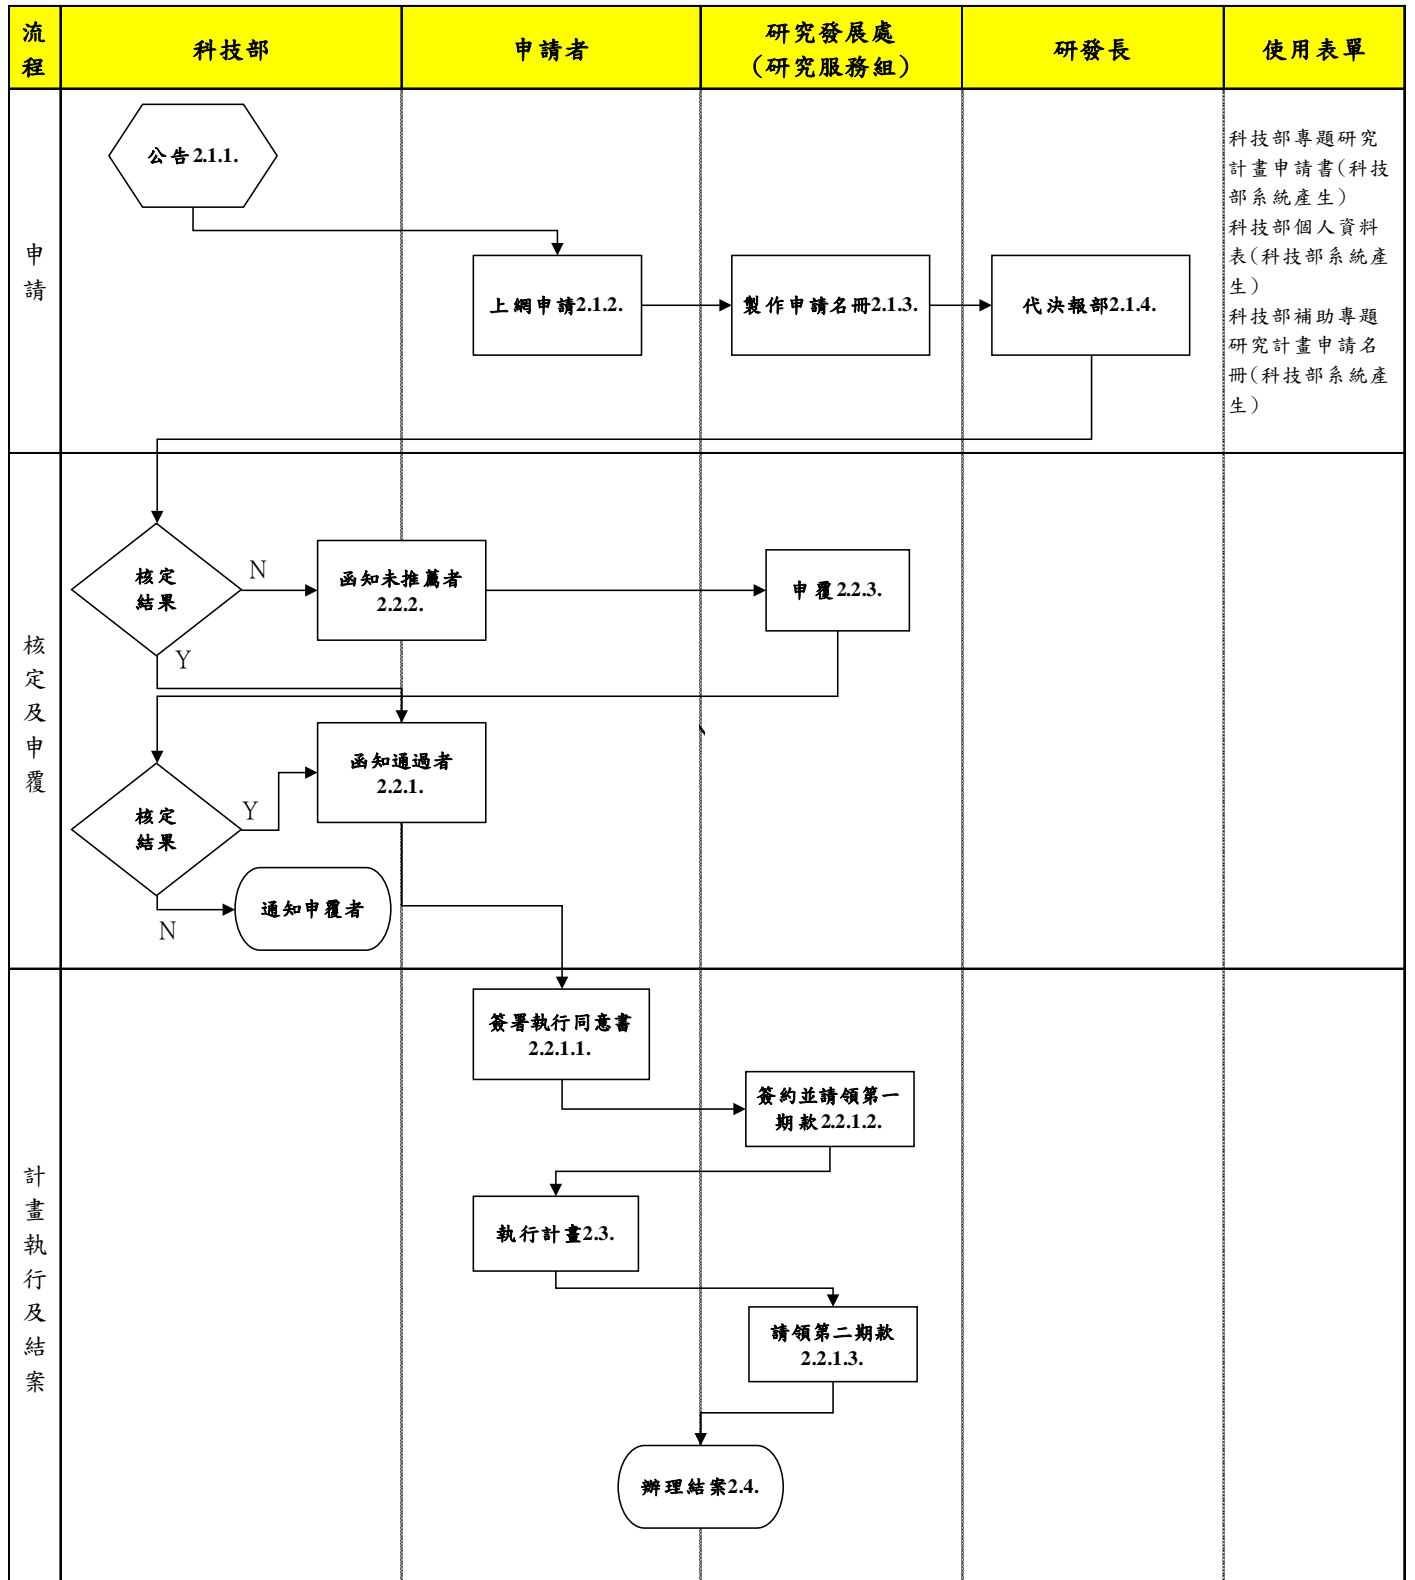 流
程
科技部
申請者
研究發展處
(研究服務組)
研發長
使用表單
申
請
公告2.1.1.
上網申請2.1.2.
製作申請名冊2.1.3.
代決報部2.1.4.
科技部專題研究
計畫申請書(科技
部系統產生)
科技部個人資料
表(科技部系統產
生)
科技部補助專題
研究計畫申請名
冊(科技部系統產
生)
核
定
及
申
覆
核定
結果
N
Y
函知未推薦者
2.2.2.
申覆2.2.3.
函知通過者
2.2.1.
、
核定
結果
Y
N
通知申覆者
計
畫
執
行
及
結
案
簽署執行同意書
2.2.1.1.
簽約並請領第一
期款2.2.1.2.
執行計畫2.3.
請領第二期款
2.2.1.3.
辦理結案2.4.